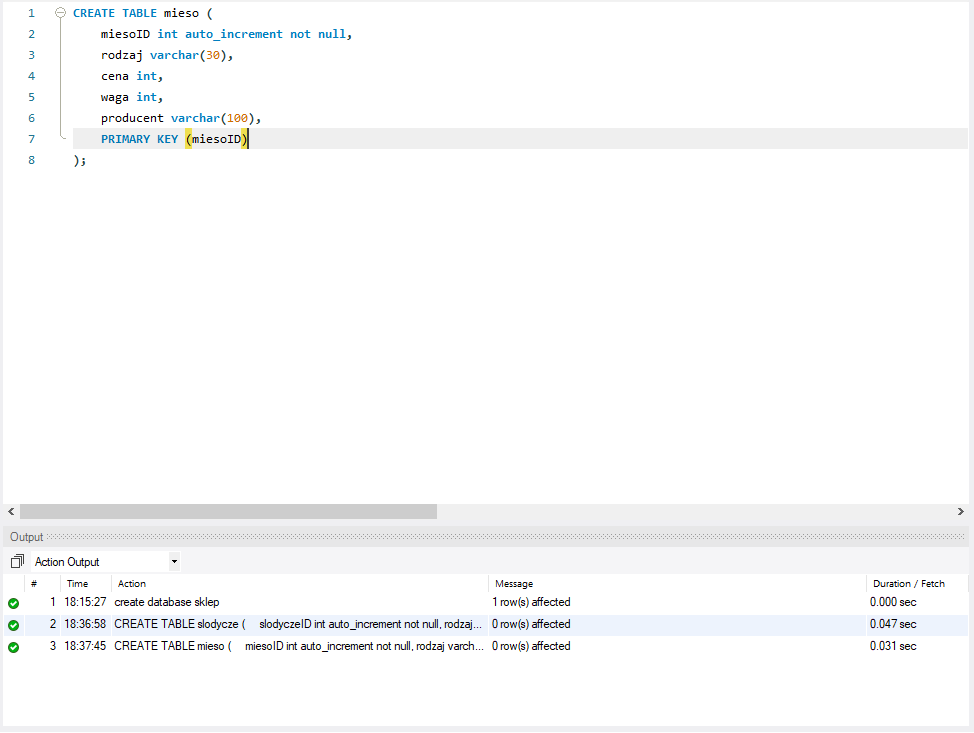 1 CREATE TABLE mieso (
2 miesoID int auto_increment not null,
3 rodzaj varchar(30),
4 cena int,
5 waga int,
6 producent varchar(100),
7 PRIMARY KEY (miesoID)
8 );
Output
Action Output
# Time Action Message Duration / Fetch
1 18:15:27 create database sklep 1 row(s) affected 0.000 sec
2 18:36:58 CREATE TABLE slodycze ( slodyczeID int auto_increment not null, rodzaj... 0 row(s) affected 0.047 sec
3 18:37:45 CREATE TABLE mieso ( miesoID int auto_increment not null, rodzaj varch... 0 row(s) affected 0.031 sec